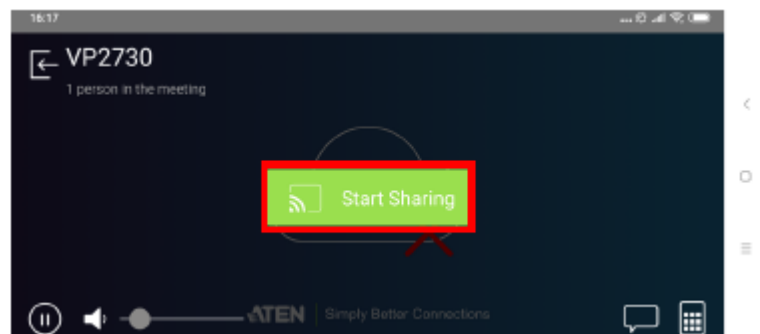 16:17
VP2730
1 person in the meeting
Start Sharing
ATEN Simply Better Connections